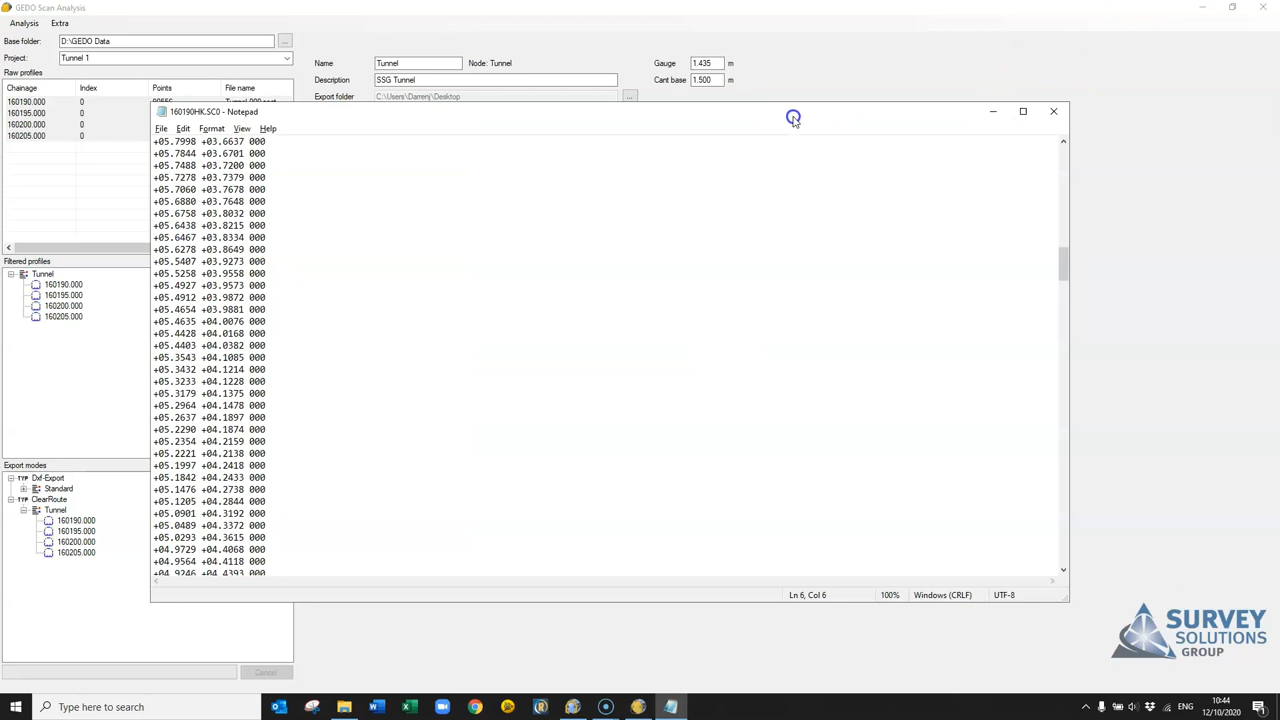 GEDO Scan Analysis
Analysis Extra
Base folder: D:\GEDO Data ...
Project: Tunnel 1
Raw profiles
Chainage Index Points File name
160190.000 0
160195.000 0
160200.000 0
160205.000 0
Name Tunnel Node: Tunnel Gauge: 1.435 m
Description SSG Tunnel Cant base 1.500 m
Export folder C:\Users\Darrenj\Desktop ...
160190HK.SC0 - Notepad
File Edit Format View Help
+05.7998 +03.6637 000
+05.7844 +03.6701 000
+05.7488 +03.7200 000
+05.7278 +03.7379 000
+05.7060 +03.7678 000
+05.6880 +03.7648 000
+05.6758 +03.8032 000
+05.6438 +03.8215 000
+05.6467 +03.8334 000
+05.6278 +03.8649 000
+05.5407 +03.9273 000
+05.5258 +03.9558 000
+05.4927 +03.9573 000
+05.4912 +03.9872 000
+05.4654 +03.9881 000
+05.4635 +04.0076 000
+05.4428 +04.0168 000
+05.4403 +04.0382 000
+05.3543 +04.1085 000
+05.3432 +04.1214 000
+05.3233 +04.1228 000
+05.3179 +04.1375 000
+05.2964 +04.1478 000
+05.2637 +04.1897 000
+05.2290 +04.1874 000
+05.2354 +04.2159 000
+05.2221 +04.2138 000
+05.1997 +04.2418 000
+05.1842 +04.2433 000
+05.1476 +04.2738 000
+05.1205 +04.2844 000
+05.0901 +04.3192 000
+05.0489 +04.3372 000
+05.0293 +04.3615 000
+04.9729 +04.4068 000
+04.9564 +04.4118 000
+04.9246 +04.4393 000
Ln 6, Col 6 100% Windows (CRLF) UTF-8
Filtered profiles
Tunnel
160190.000
160195.000
160200.000
160205.000
Export modes
TYP Dxf-Export
Standard
TYP ClearRoute
Tunnel
160190.000
160195.000
160200.000
160205.000
Cancel
SURVEY
SOLUTIONS
GROUP
Type here to search
ENG
10:44
12/10/2020